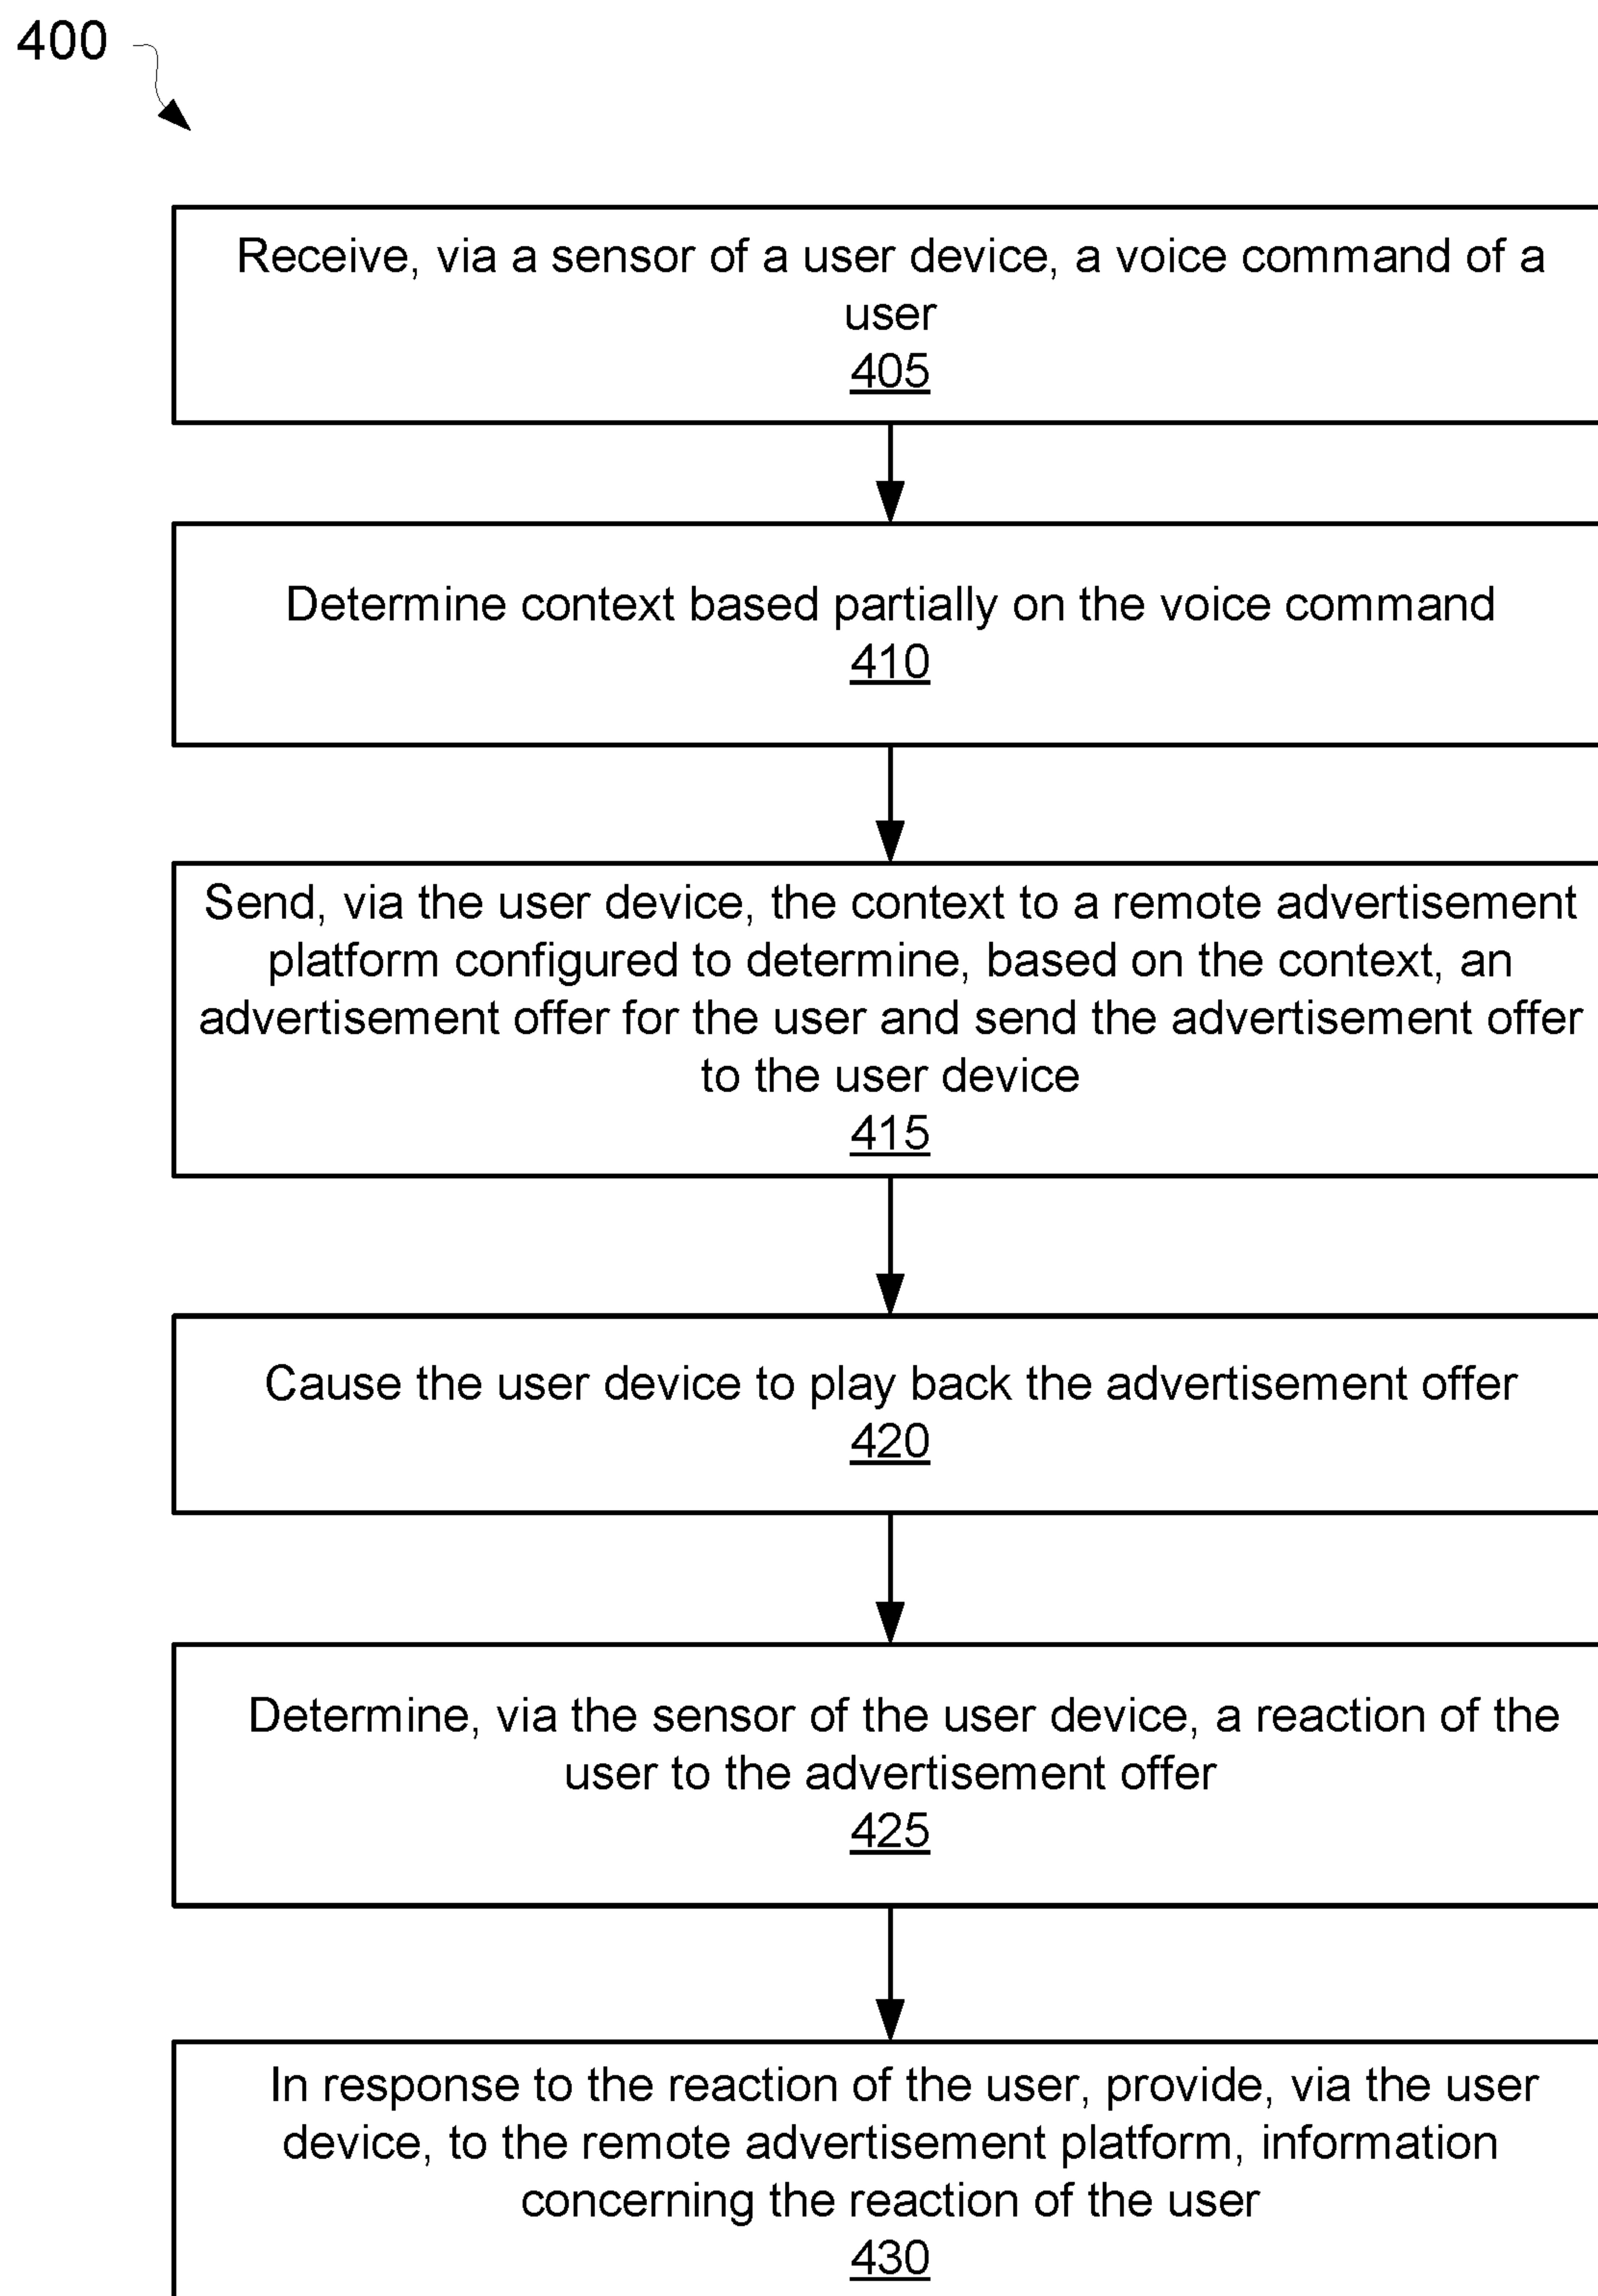 400
Receive, via a sensor of a user device, a voice command of a
user
405
Determine context based partially on the voice command
410
Send, via the user device, the context to a remote advertisement
platform configured to determine, based on the context, an
advertisement offer for the user and send the advertisement offer
to the user device
415
Cause the user device to play back the advertisement offer
420
Determine, via the sensor of the user device, a reaction of the
user to the advertisement offer
425
In response to the reaction of the user, provide, via the user
device, to the remote advertisement platform, information
concerning the reaction of the user
430